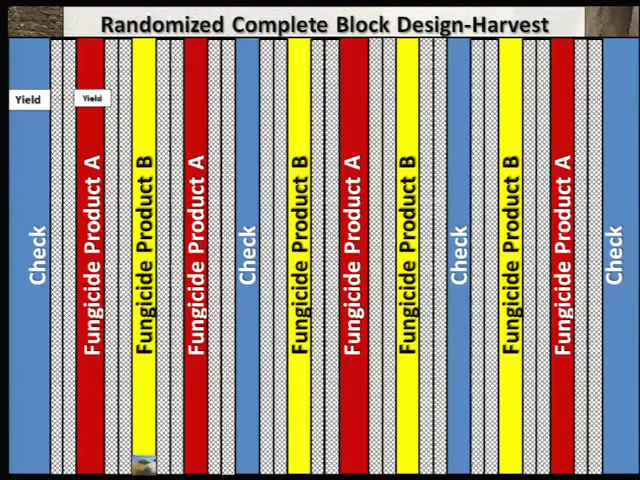 Randomized Complete Block Design-Harvest
Yield
Yield
Check
Fungicide Product A
Fungicide Product B
Fungicide Product A
Check
Fungicide Product B
Fungicide Product A
Fungicide Product B
Check
Fungicide Product B
Fungicide Product A
Check